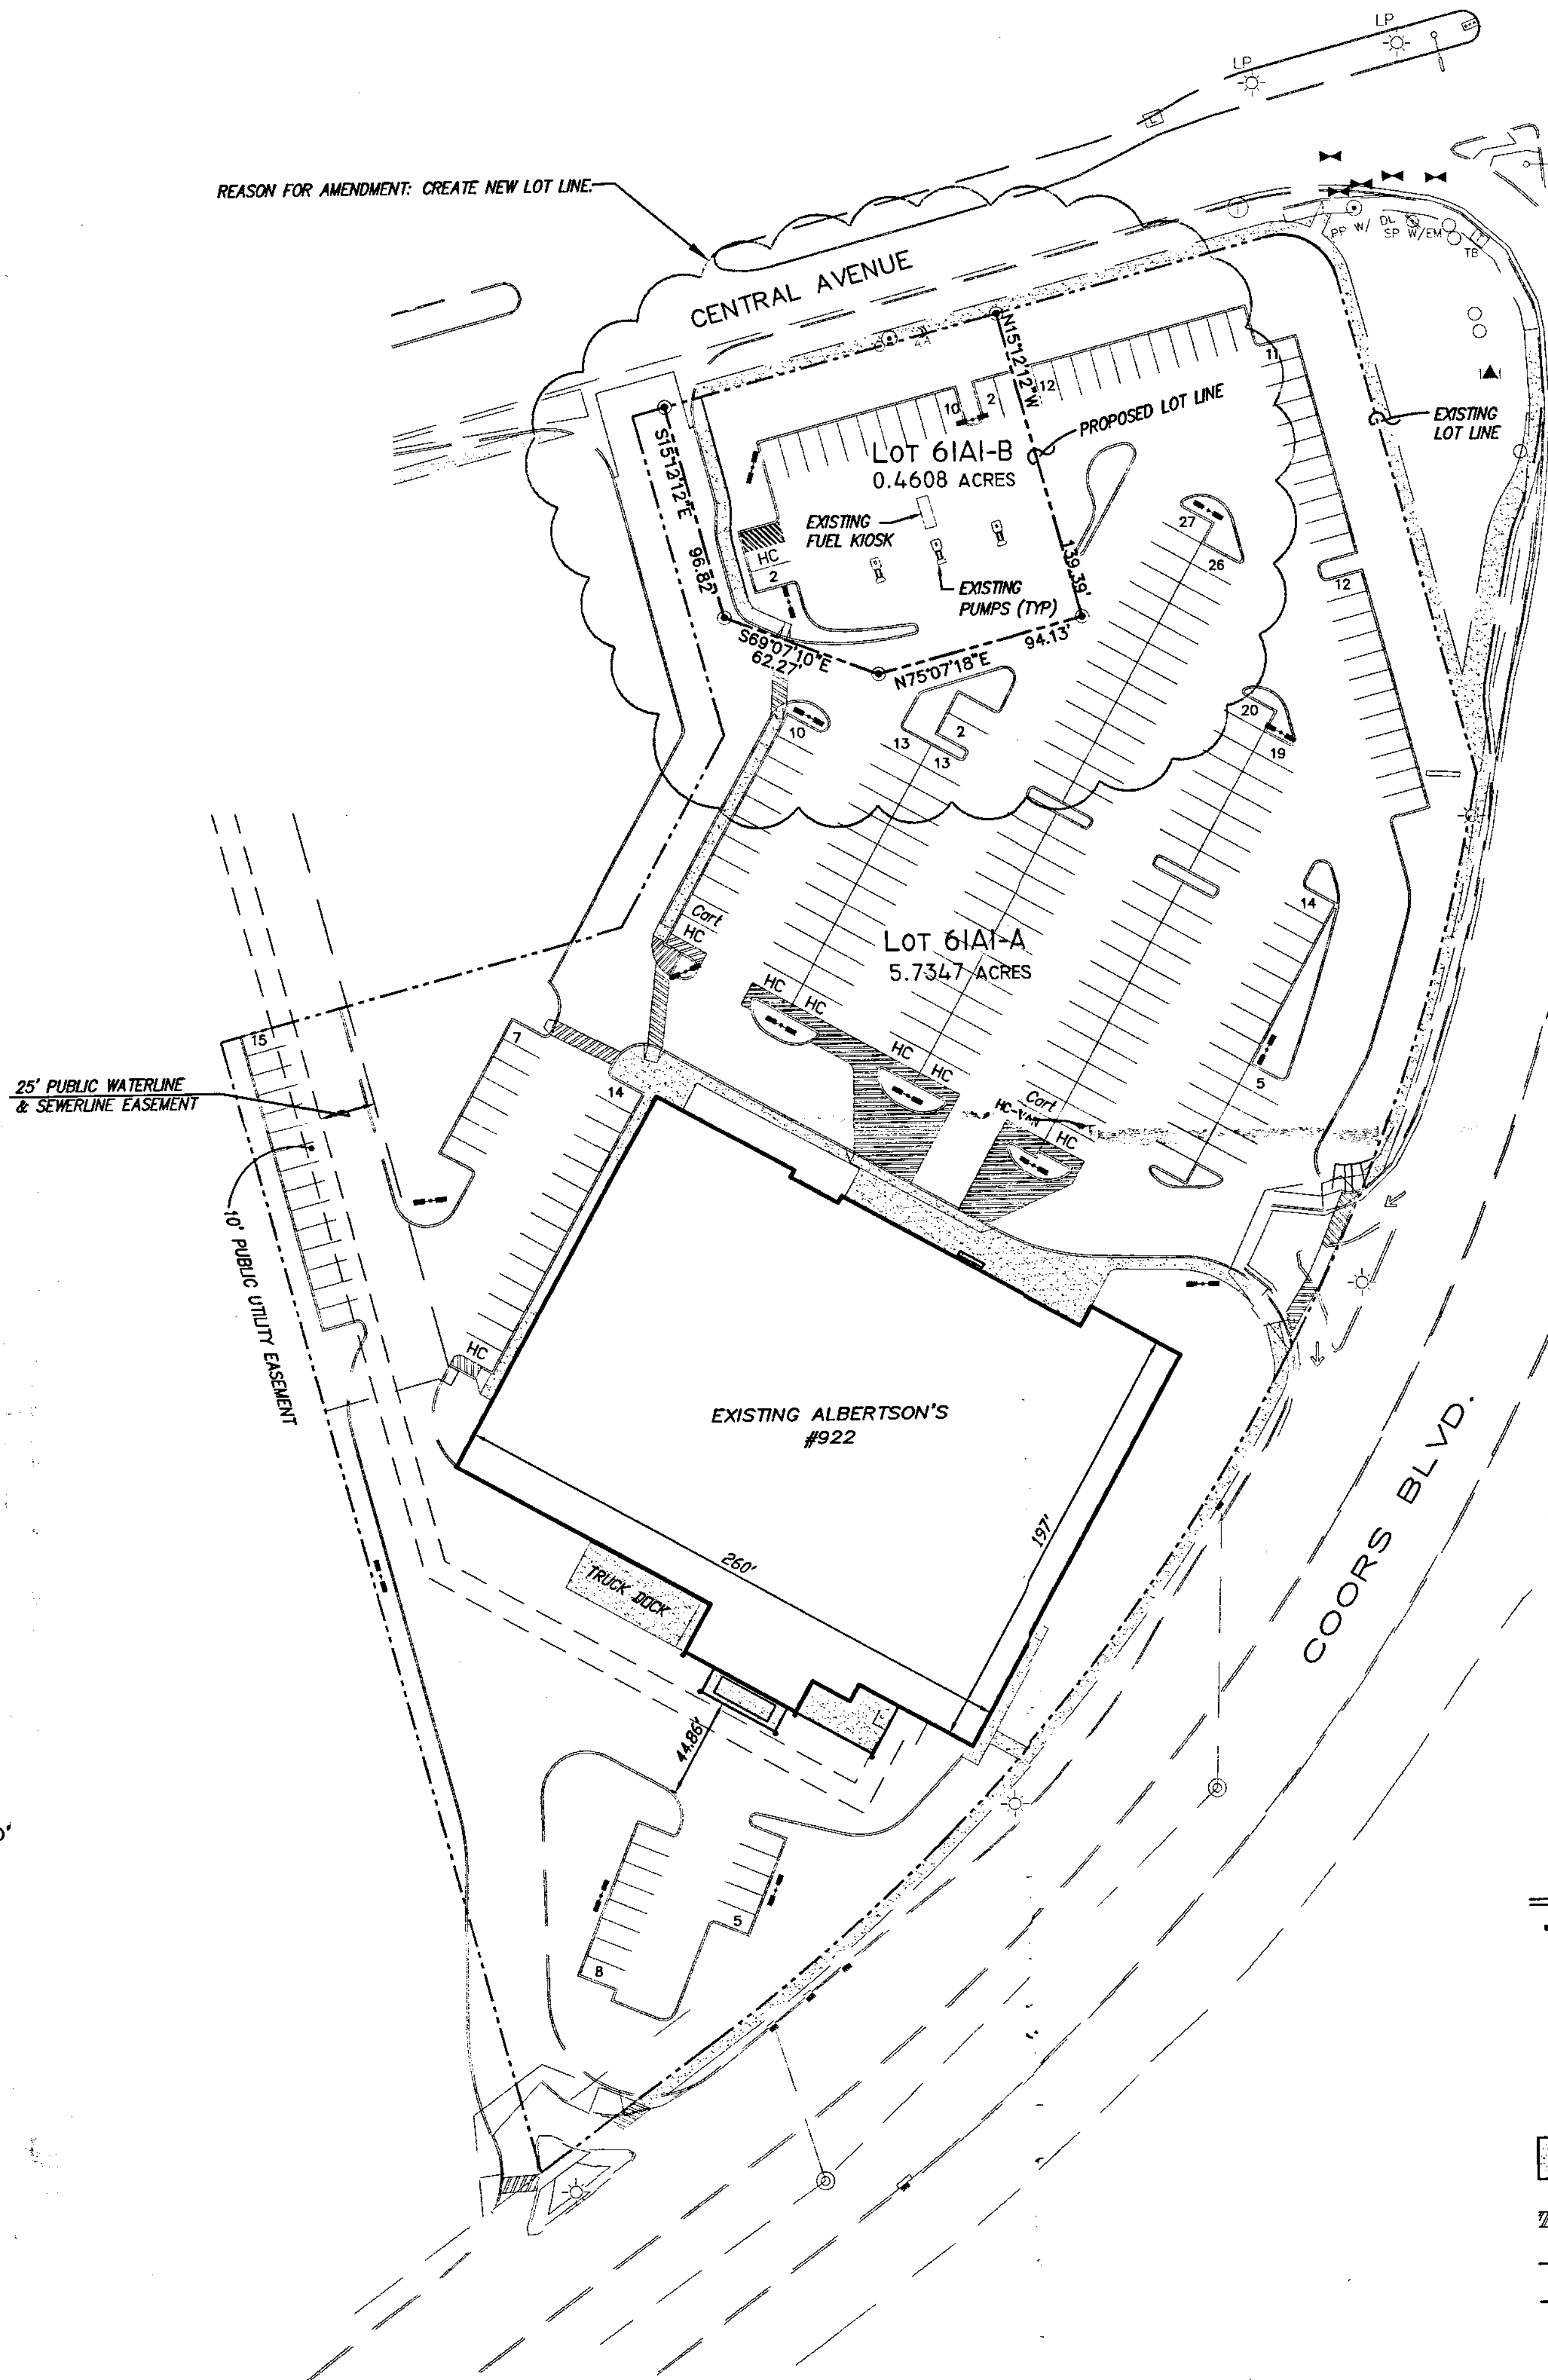 LP
LP
REASON FOR AMENDMENT: CREATE NEW LOT LINE.
CENTRAL AVENUE
PP W/ DL
SP W/EM
TB
N15°12'12"W
139.39'
11
10
2
12
PROPOSED LOT LINE
EXISTING
LOT LINE
LOT 61A1-B
0.4608 ACRES
S15°12'12"E
96.82'
EXISTING
FUEL KIOSK
HC
2
EXISTING
PUMPS (TYP)
27
26
12
S69°07'10"E
62.27'
N75°07'18"E
94.13'
10
13
13
2
20
19
14
Cart
HC
LOT 61A1-A
5.7347 ACRES
HC
HC
HC
HC
Cart
HC-VAN
HC
5
15
7
14
25' PUBLIC WATERLINE
& SEWERLINE EASEMENT
10' PUBLIC UTILITY EASEMENT
HC
EXISTING ALBERTSON'S
#922
197'
260'
TRUCK DOCK
44.86'
COORS BLVD.
5
8